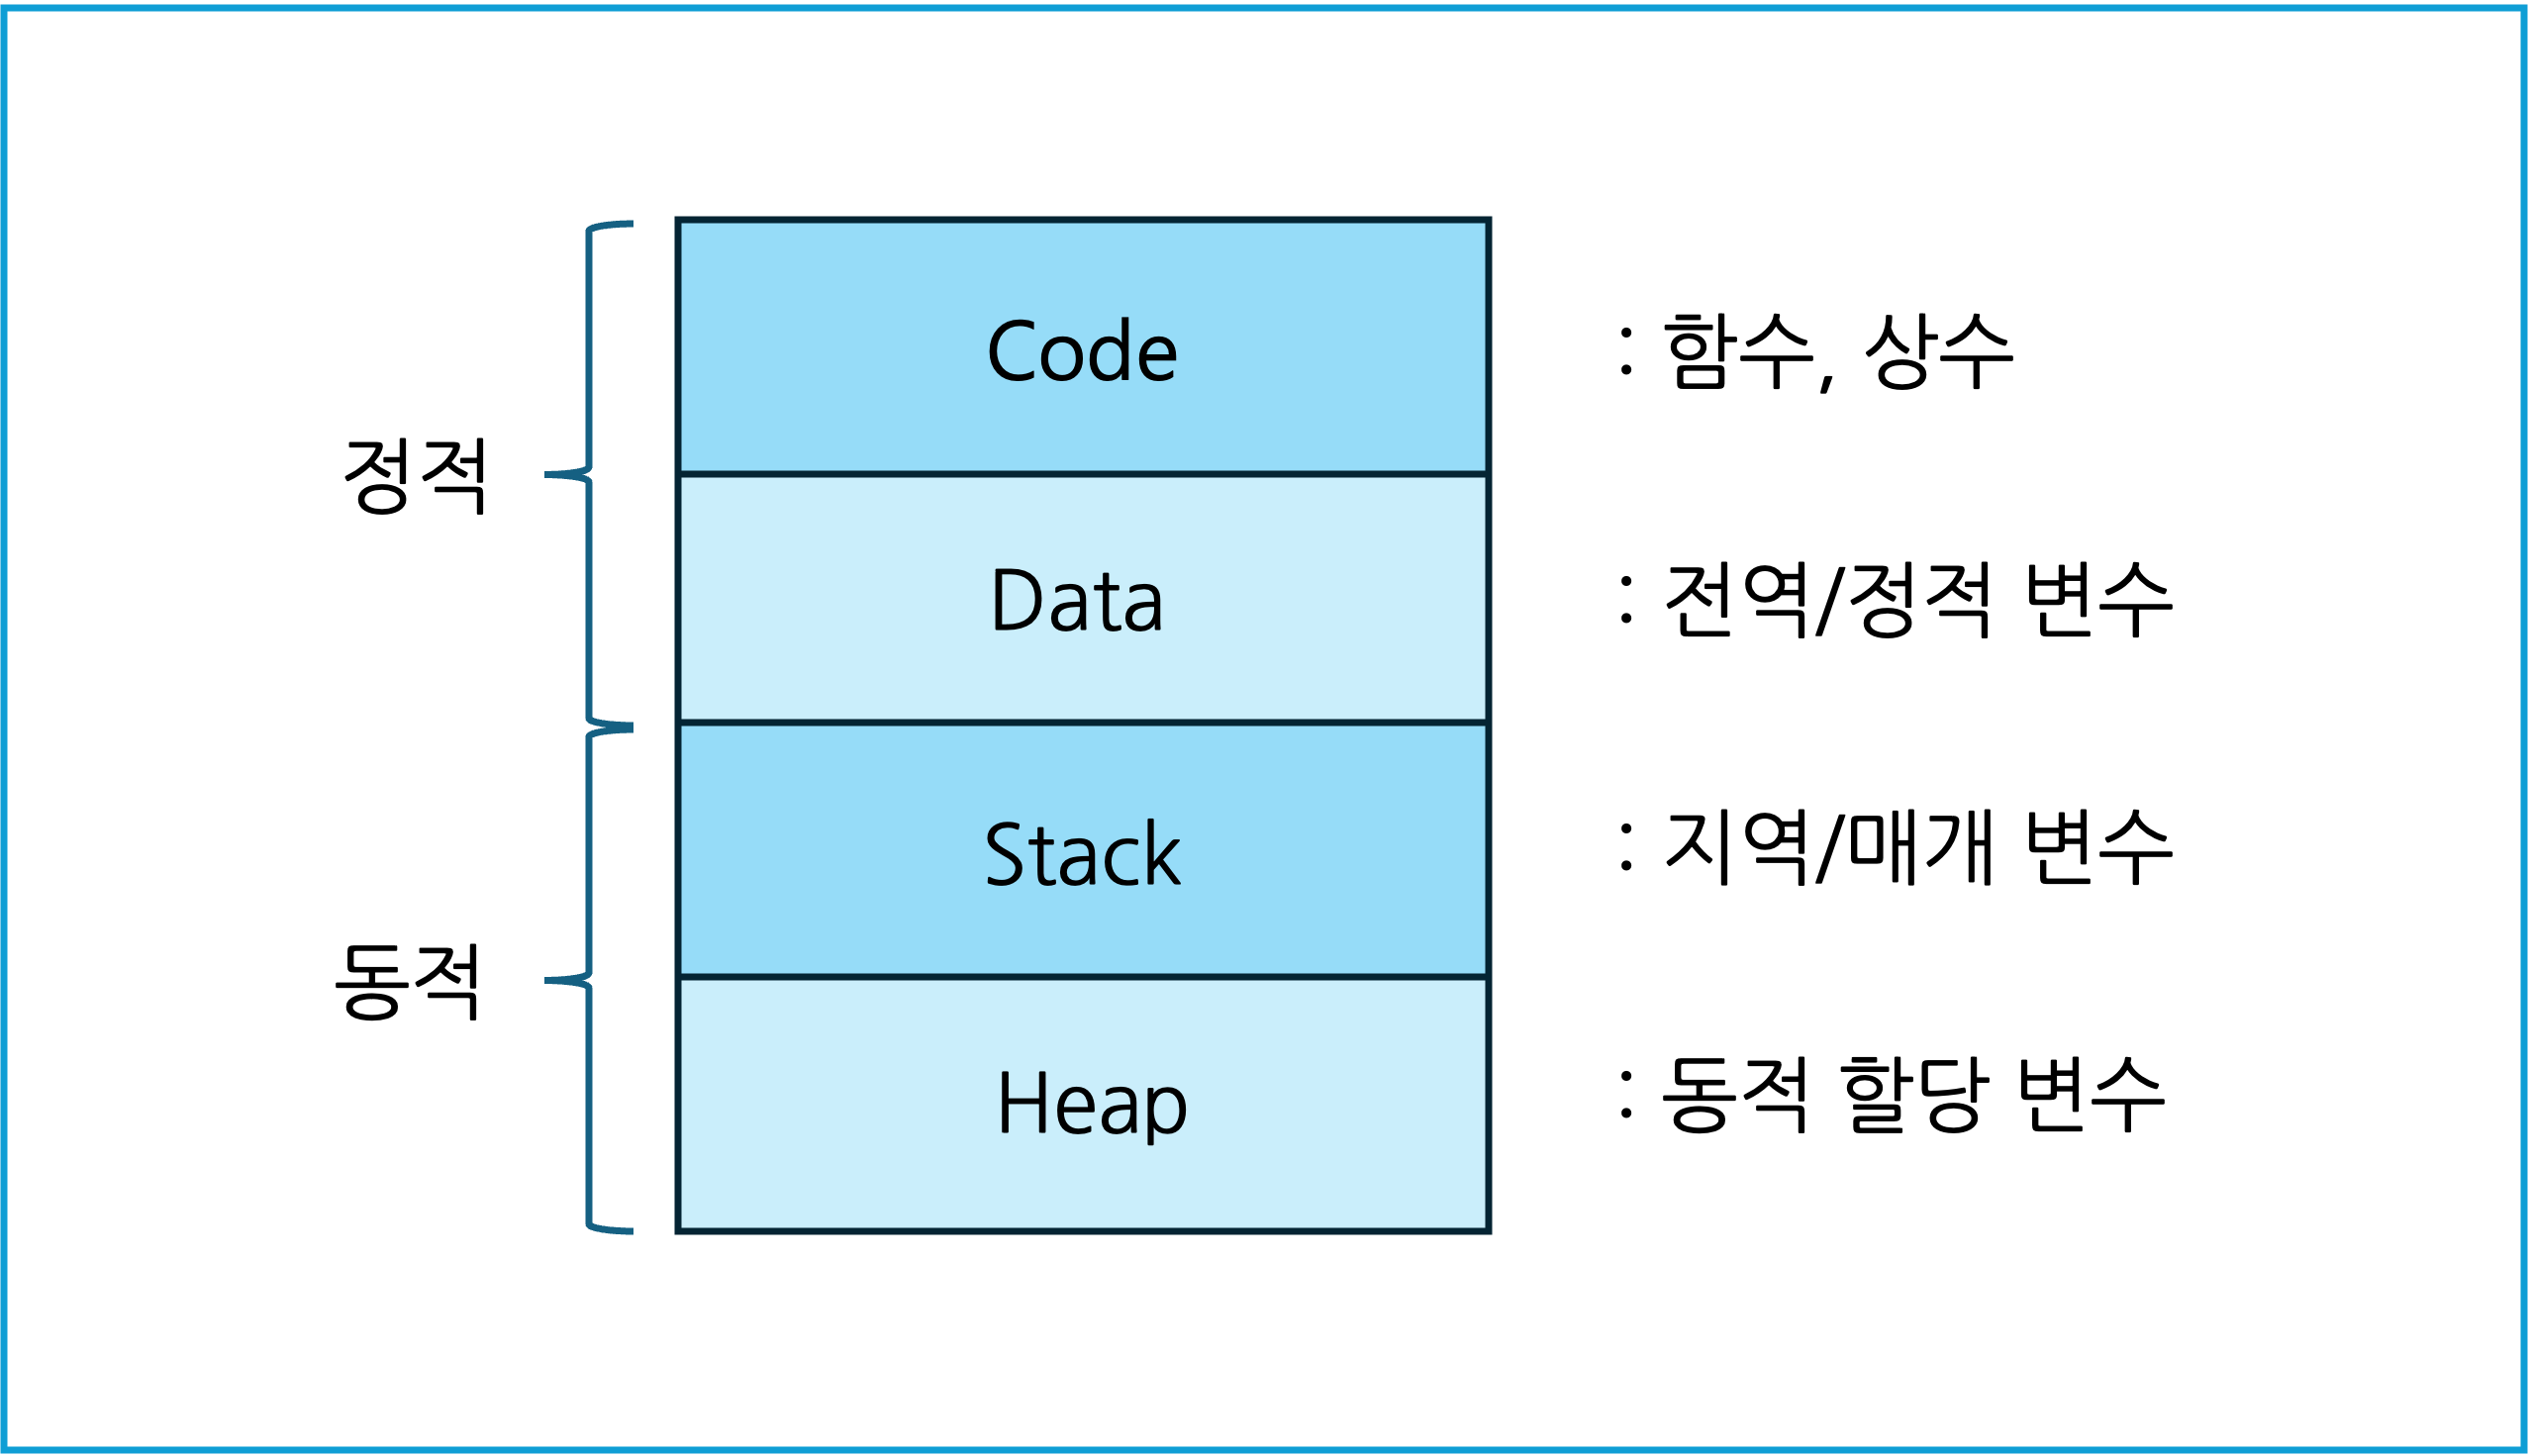 Code
: 함수, 상수
정적
Data
: 전역/정적 변수
Stack
: 지역/매개 변수
동적
Heap
: 동적 할당 변수